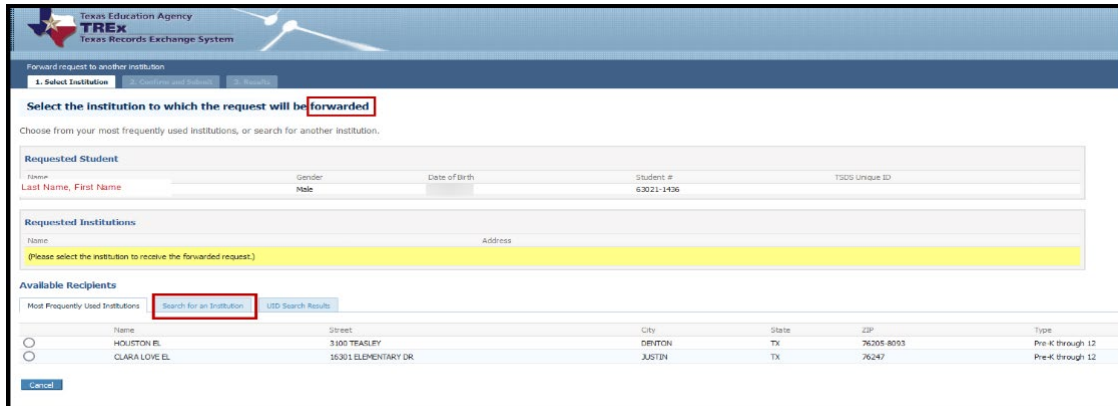 Texas Education Agency
TREx
Texas Records Exchange System
Forward request to another institution
1. Select Institution 2. Confirm and Submit 3. Results
Select the institution to which the request will be forwarded
Choose from your most frequently used institutions, or search for another institution.
Requested Student
Name Gender Date of Birth Student # TSDS Unique ID
Last Name, First Name Male 63021-1436
Requested Institutions
Name Address
(Please select the institution to receive the forwarded request.)
Available Recipients
Most Frequently Used Institutions Search for an Institution UID Search Results
Name Street City State ZIP Type
HOUSTON EL 3100 TEASLEY DENTON TX 76205-8093 Pre-K through 12
CLARA LOVE EL 16301 ELEMENTARY DR JUSTIN TX 76247 Pre-K through 12
Cancel